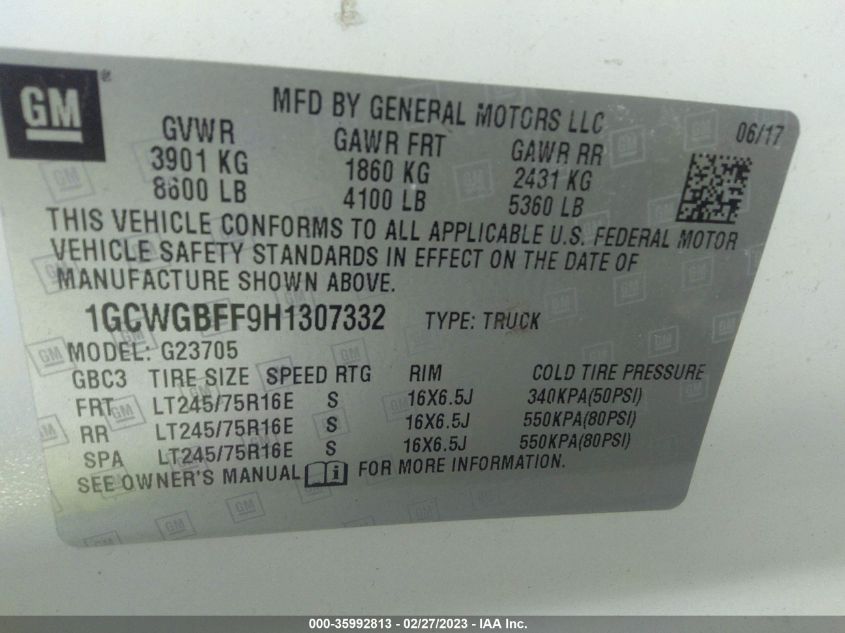 GM
MFD BY GENERAL MOTORS LLC
06/17
GVWR GAWR FRT GAWR RR
3901 KG 1860 KG 2431 KG
8600 LB 4100 LB 5360 LB
THIS VEHICLE CONFORMS TO ALL APPLICABLE U.S. FEDERAL MOTOR
VEHICLE SAFETY STANDARDS IN EFFECT ON THE DATE OF
MANUFACTURE SHOWN ABOVE.
1GCWGBFF9H1307332 TYPE: TRUCK
MODEL: G23705
GBC3 TIRE SIZE SPEED RTG RIM COLD TIRE PRESSURE
FRT LT245/75R16E S 16X6.5J 340KPA(50PSI)
RR LT245/75R16E S 16X6.5J 550KPA(80PSI)
SPA LT245/75R16E S 16X6.5J 550KPA(80PSI)
SEE OWNER'S MANUAL i FOR MORE INFORMATION.
000-35992813 - 02/27/2023 - IAA Inc.